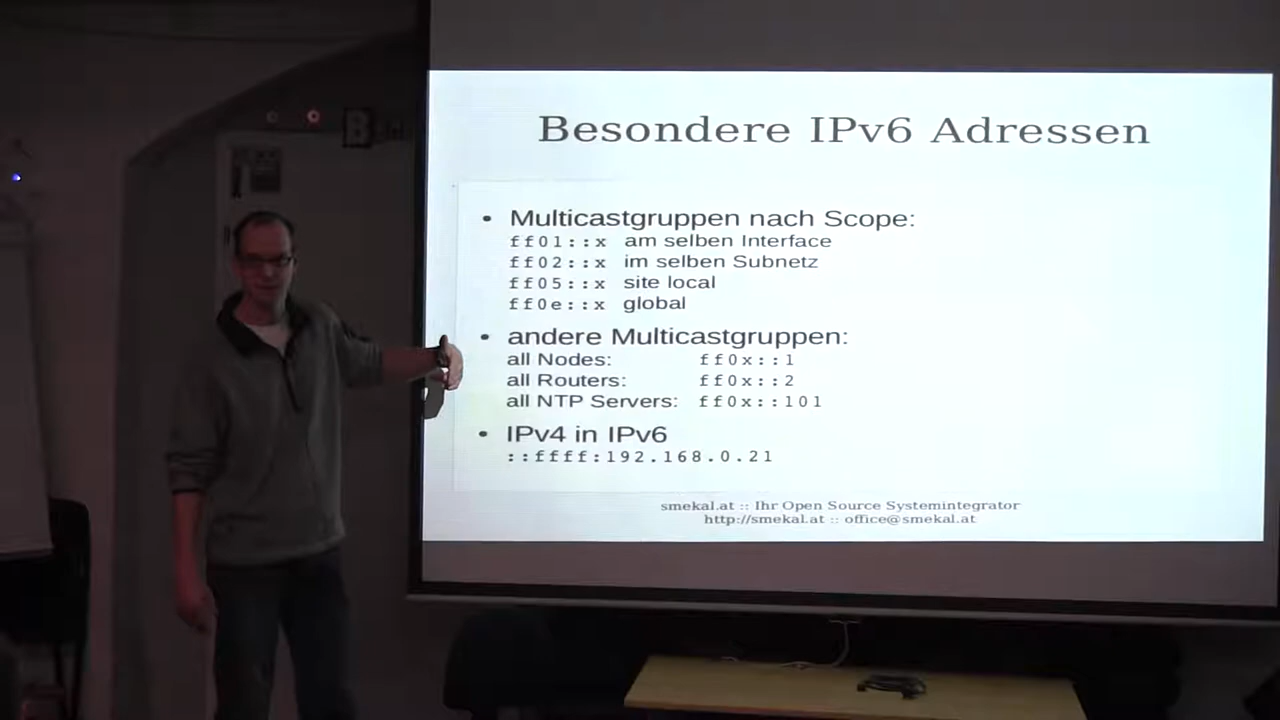 Besondere IPv6 Adressen
• Multicastgruppen nach Scope:
ff01::x am selben Interface
ff02::x im selben Subnetz
ff05::x site local
ff0e::x global
• andere Multicastgruppen:
all Nodes: ff0x::1
all Routers: ff0x::2
all NTP Servers: ff0x::101
• IPv4 in IPv6
::ffff:192.168.0.21
smekal.at :: Ihr Open Source Systemintegrator
http://smekal.at :: office@smekal.at